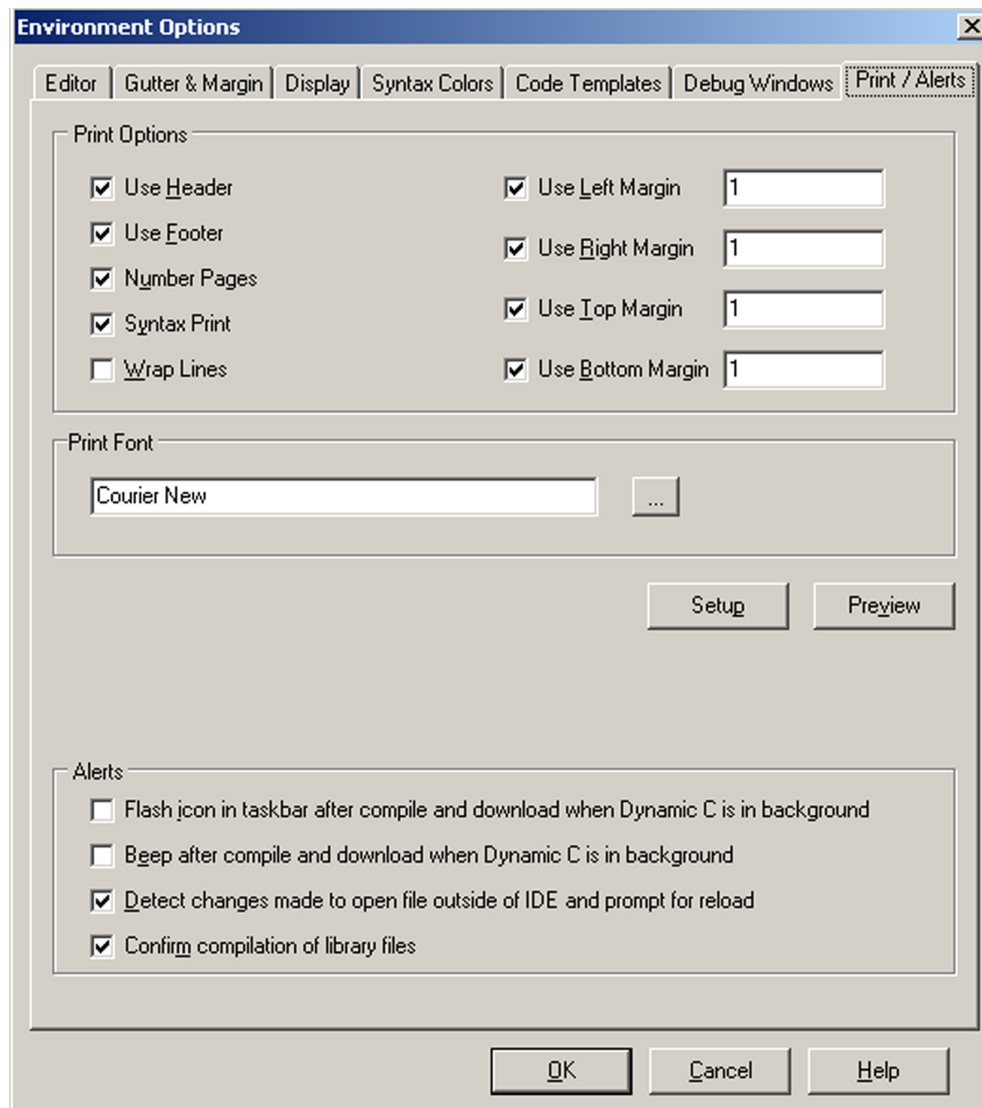 Environment Options
Editor Gutter & Margin Display Syntax Colors Code Templates Debug Windows Print / Alerts
Print Options
Use Header
Use Footer
Number Pages
Syntax Print
Wrap Lines
Use Left Margin 1
Use Right Margin 1
Use Top Margin 1
Use Bottom Margin 1
Print Font
Courier New ...
Setup Preview
Alerts
Flash icon in taskbar after compile and download when Dynamic C is in background
Beep after compile and download when Dynamic C is in background
Detect changes made to open file outside of IDE and prompt for reload
Confirm compilation of library files
OK Cancel Help